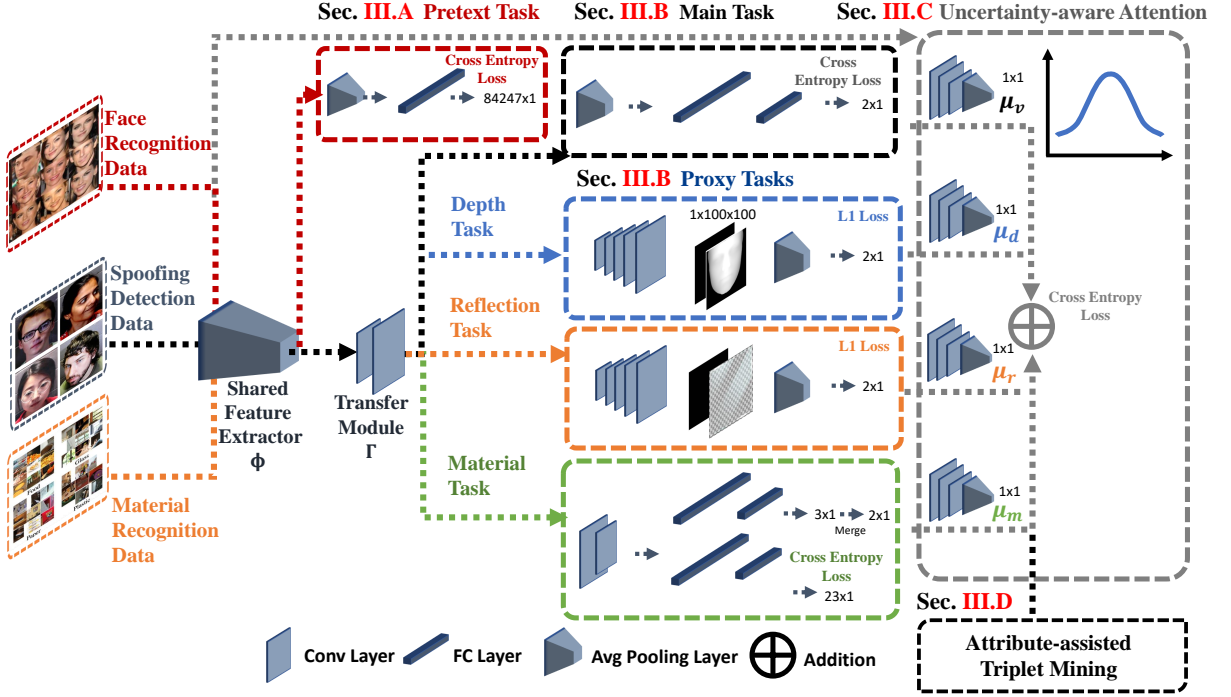 Sec. III.A Pretext Task
Sec. III.B Main Task
Sec. III.C Uncertainty-aware Attention
Cross Entropy
Loss
84247x1
Cross
Entropy Loss
2x1
1x1
μv
Face
Recognition
Data
Sec. III.B Proxy Tasks
Depth
Task
1x100x100
L1 Loss
2x1
1x1
μd
Spoofing
Detection
Data
Reflection
Task
L1 Loss
2x1
Cross Entropy
Loss
1x1
μr
Shared
Feature
Extractor
ϕ
Transfer
Module
Γ
Food
Glass
Paper
Plastic
Material
Recognition
Data
Material
Task
3x1
2x1
Merge
Cross Entropy
Loss
23x1
1x1
μm
Sec. III.D
Attribute-assisted
Triplet Mining
Conv Layer
FC Layer
Avg Pooling Layer
Addition